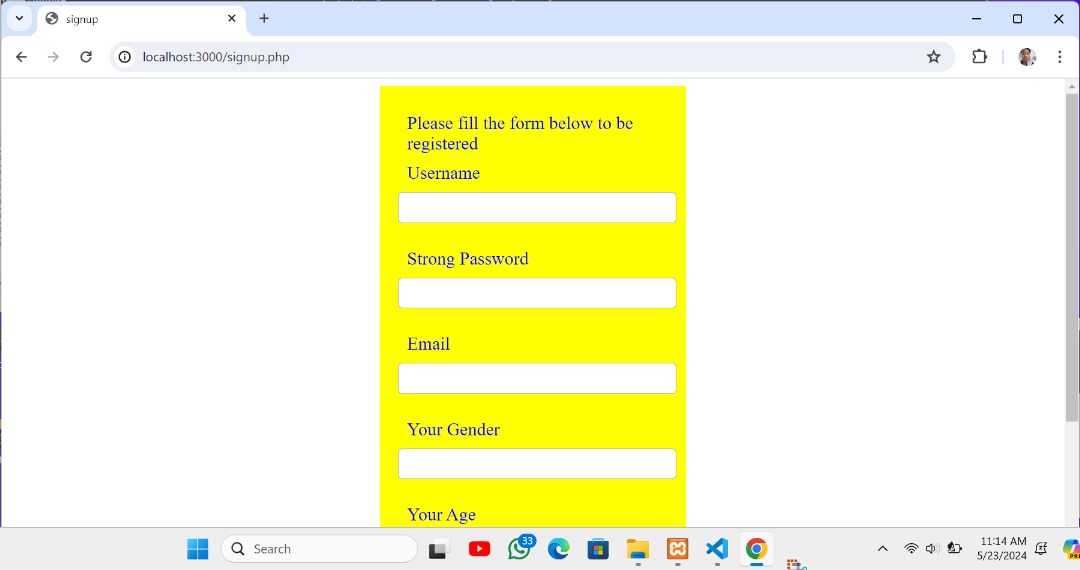 signup
localhost:3000/signup.php
Please fill the form below to be
registered
Username
Strong Password
Email
Your Gender
Your Age
Search
33
11:14 AM
5/23/2024
PRE